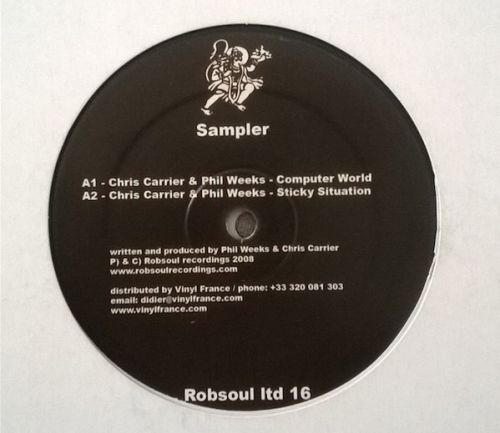 Sampler
A1 - Chris Carrier & Phil Weeks - Computer World
A2 - Chris Carrier & Phil Weeks - Sticky Situation
written and produced by Phil Weeks & Chris Carrier
P) & C) Robsoul recordings 2008
www.robsoulrecordings.com
distributed by Vinyl France / phone: +33 320 081 303
email: didier@vinylfrance.com
www.vinylfrance.com
Robsoul ltd 16